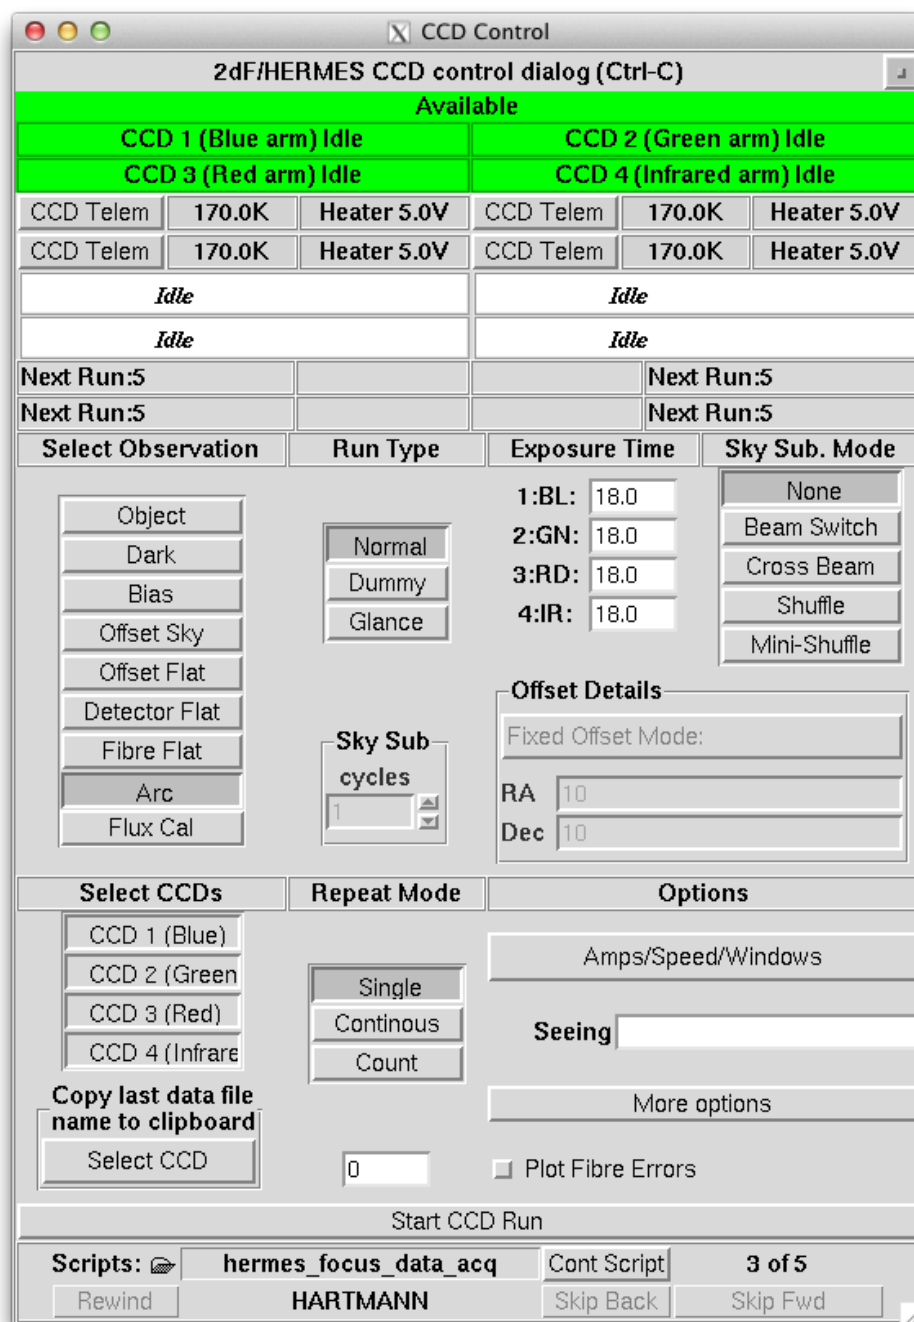 CCD Control
2dF/HERMES CCD control dialog (Ctrl-C)
Available
CCD 1 (Blue arm) Idle CCD 2 (Green arm) Idle
CCD 3 (Red arm) Idle CCD 4 (Infrared arm) Idle
CCD Telem 170.0K Heater 5.0V CCD Telem 170.0K Heater 5.0V
CCD Telem 170.0K Heater 5.0V CCD Telem 170.0K Heater 5.0V
Idle Idle
Idle Idle
Next Run:5 Next Run:5
Next Run:5 Next Run:5
Select Observation Run Type Exposure Time Sky Sub. Mode
Object
Dark
Bias
Offset Sky
Offset Flat
Detector Flat
Fibre Flat
Arc
Flux Cal
Normal
Dummy
Glance
Sky Sub
cycles
1
1:BL: 18.0
2:GN: 18.0
3:RD: 18.0
4:IR: 18.0
None
Beam Switch
Cross Beam
Shuffle
Mini-Shuffle
Offset Details
Fixed Offset Mode:
RA 10
Dec 10
Select CCDs Repeat Mode Options
CCD 1 (Blue)
CCD 2 (Green
CCD 3 (Red)
CCD 4 (Infrare
Copy last data file
name to clipboard
Select CCD
Single
Continous
Count
0
Amps/Speed/Windows
Seeing
More options
Plot Fibre Errors
Start CCD Run
Scripts: hermes_focus_data_acq Cont Script 3 of 5
Rewind HARTMANN Skip Back Skip Fwd